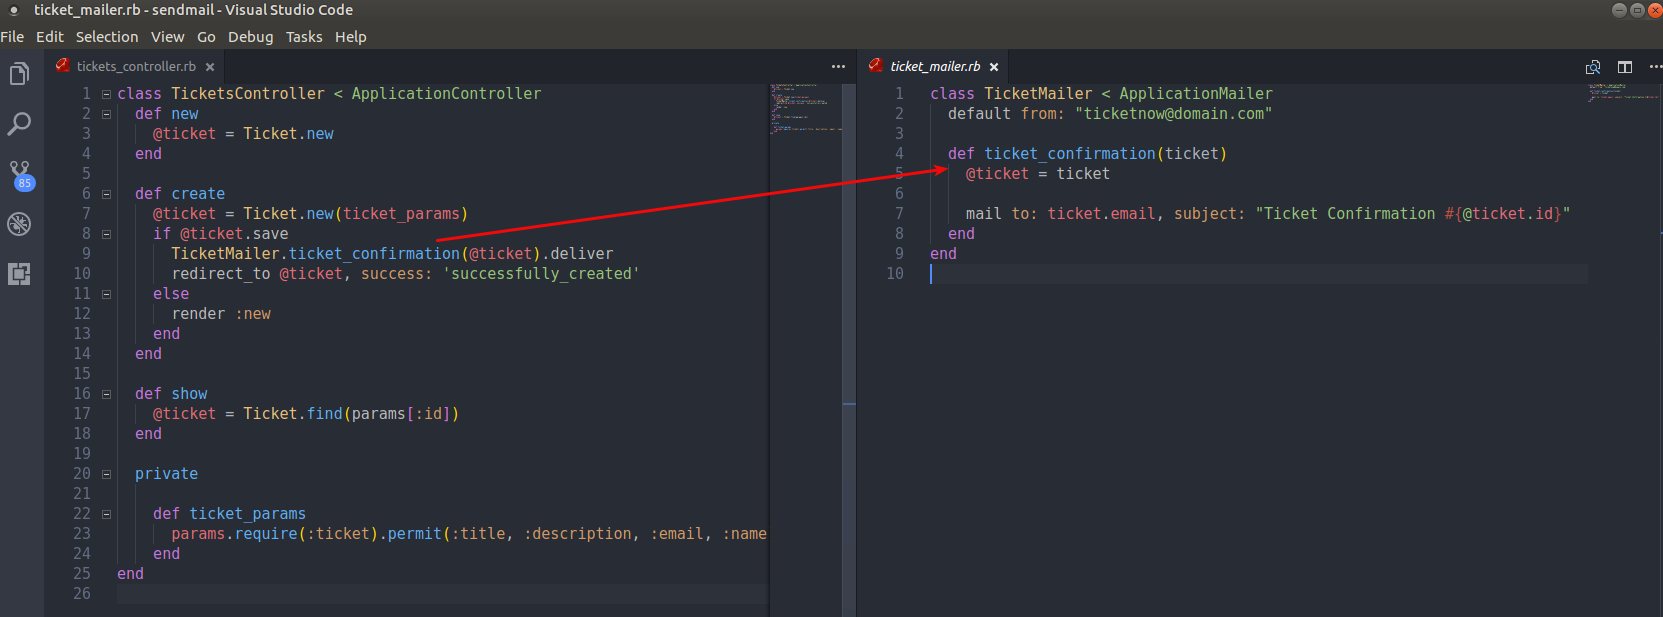 ticket_mailer.rb - sendmail - Visual Studio Code
File Edit Selection View Go Debug Tasks Help
tickets_controller.rb
85
1 class TicketsController < ApplicationController
2 def new
3 @ticket = Ticket.new
4 end
5
6 def create
7 @ticket = Ticket.new(ticket_params)
8 if @ticket.save
9 TicketMailer.ticket_confirmation(@ticket).deliver
10 redirect_to @ticket, success: 'successfully_created'
11 else
12 render :new
13 end
14 end
15
16 def show
17 @ticket = Ticket.find(params[:id])
18 end
19
20 private
21
22 def ticket_params
23 params.require(:ticket).permit(:title, :description, :email, :name
24 end
25 end
26
ticket_mailer.rb
1 class TicketMailer < ApplicationMailer
2 default from: "ticketnow@domain.com"
3
4 def ticket_confirmation(ticket)
5 @ticket = ticket
6
7 mail to: ticket.email, subject: "Ticket Confirmation #{@ticket.id}"
8 end
9 end
10